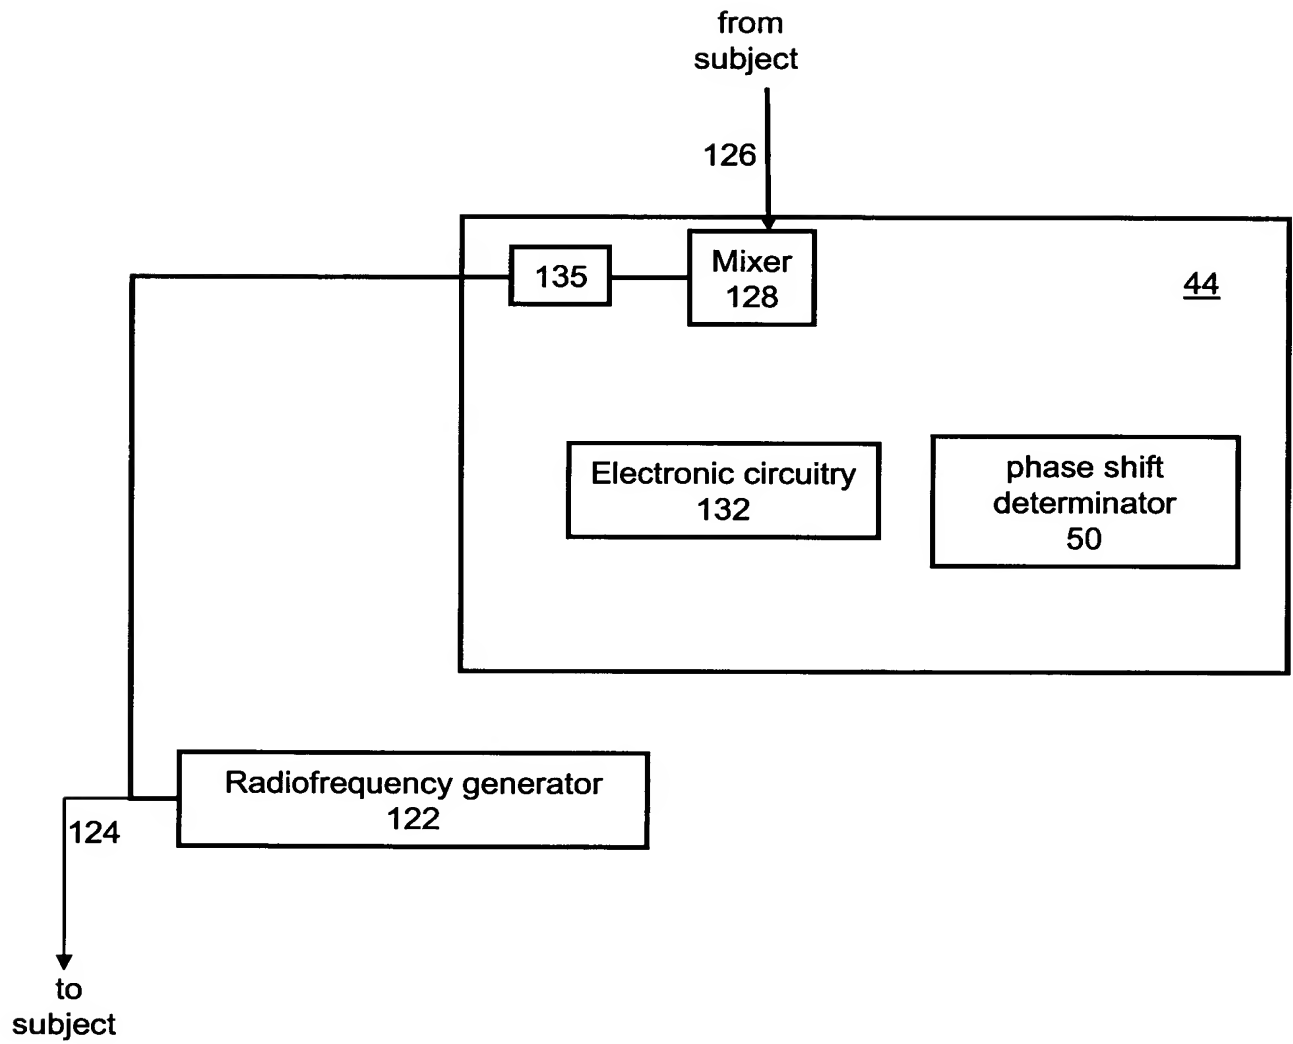 from
subject
126
Mixer
128
135
44
Electronic circuitry
132
phase shift
determinator
50
Radiofrequency generator
122
124
to
subject